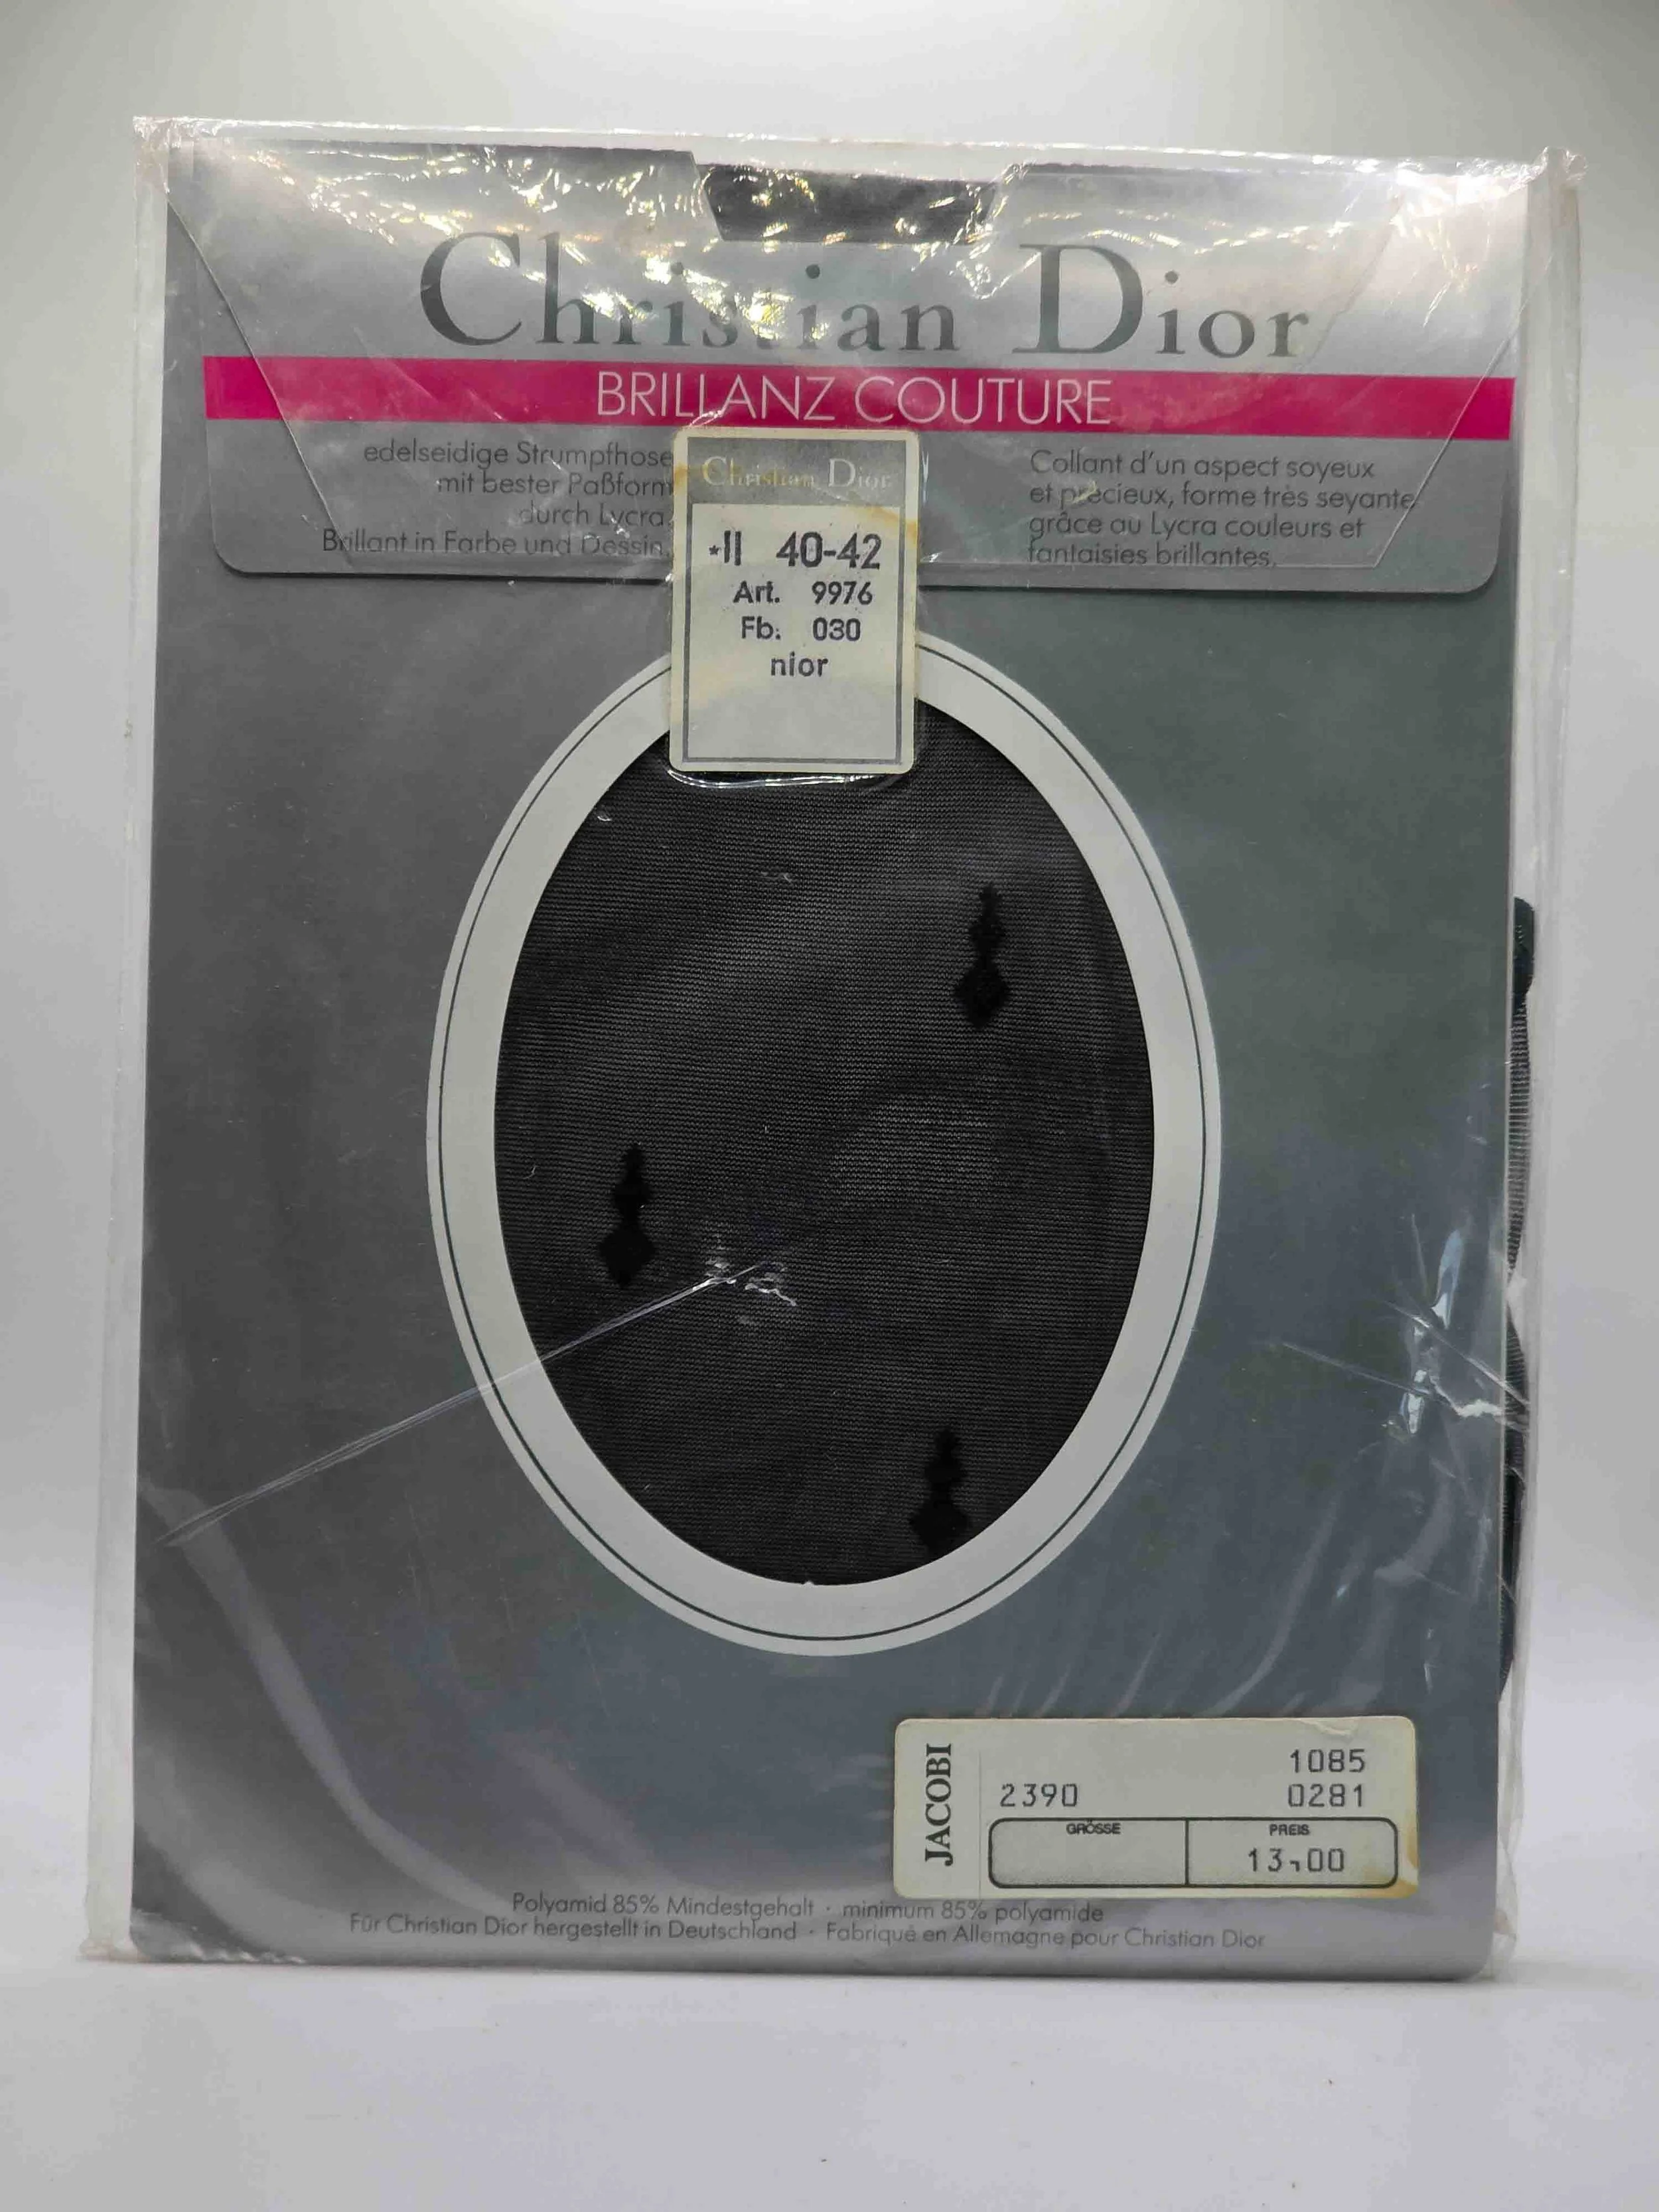 Christian Dior
BRILLANZ COUTURE
edelseidige Strumpfhose
mit bester Paßform
durch Lycra.
Brillant in Farbe und Dessin.
Collant d'un aspect soyeux
et précieux, forme très seyante
grâce au Lycra couleurs et
fantaisies brillantes.
Christian Dior
*II 40-42
Art. 9976
Fb. 030
nior
JACOBI
1085
2390 0281
GRÖSSE PREIS
13,00
Polyamid 85% Mindestgehalt · minimum 85% polyamide
Für Christian Dior hergestellt in Deutschland · Fabriqué en Allemagne pour Christian Dior